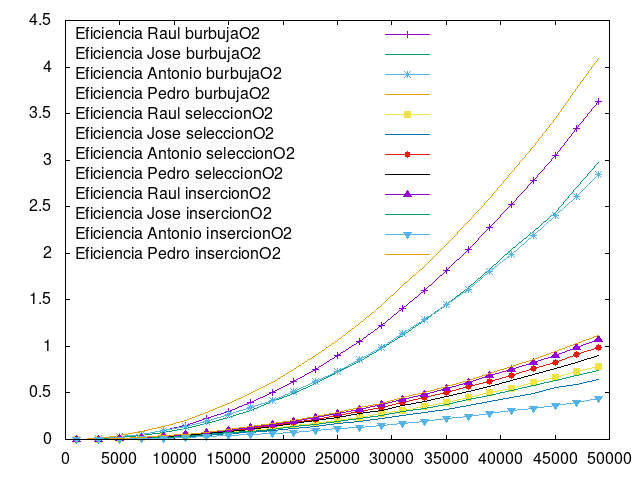 4.5
4
3.5
3
2.5
2
1.5
1
0.5
0
Eficiencia Raul burbujaO2
Eficiencia Jose burbujaO2
Eficiencia Antonio burbujaO2
Eficiencia Pedro burbujaO2
Eficiencia Raul seleccionO2
Eficiencia Jose seleccionO2
Eficiencia Antonio seleccionO2
Eficiencia Pedro seleccionO2
Eficiencia Raul insercionO2
Eficiencia Jose insercionO2
Eficiencia Antonio insercionO2
Eficiencia Pedro insercionO2
0 5000 10000 15000 20000 25000 30000 35000 40000 45000 50000